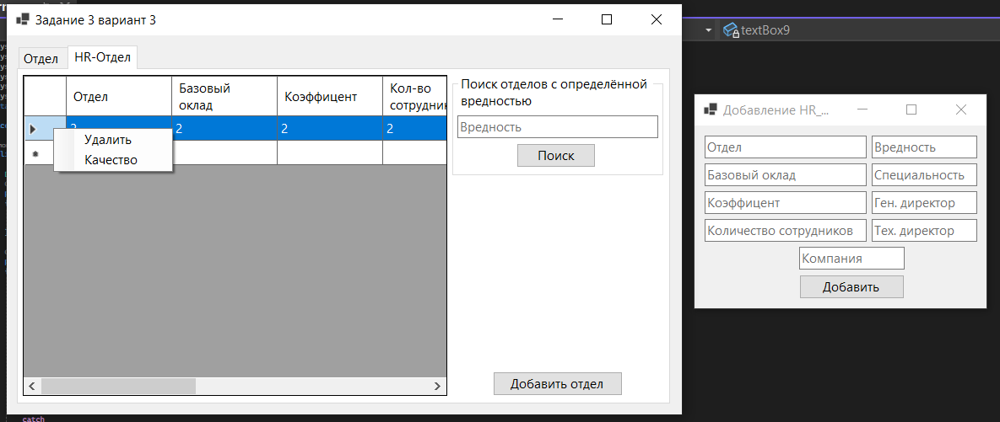 Задание 3 вариант 3
textBox9
Отдел
HR-Отдел
Отдел
Базовый
оклад
Коэффицент
Кол-во
сотрудник
2
2
2
2
Удалить
Качество
Поиск отделов с определённой
вредностью
Вредность
Поиск
Добавить отдел
Добавление HR_...
Отдел
Вредность
Базовый оклад
Специальность
Коэффицент
Ген. директор
Количество сотрудников
Тех. директор
Компания
Добавить
catch